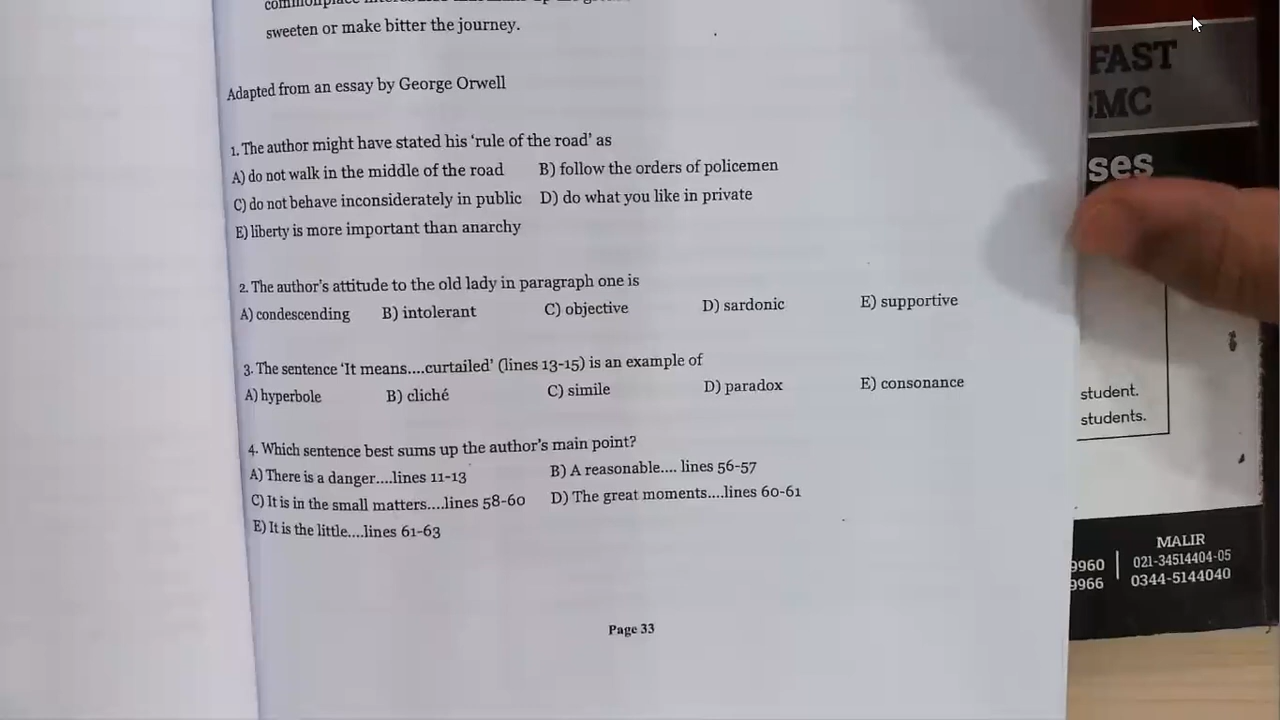 sweeten or make bitter the journey.
Adapted from an essay by George Orwell
1. The author might have stated his 'rule of the road' as
A) do not walk in the middle of the road B) follow the orders of policemen
C) do not behave inconsiderately in public D) do what you like in private
E) liberty is more important than anarchy
2. The author's attitude to the old lady in paragraph one is
A) condescending B) intolerant C) objective D) sardonic E) supportive
3. The sentence 'It means....curtailed' (lines 13-15) is an example of
A) hyperbole B) cliché C) simile D) paradox E) consonance
4. Which sentence best sums up the author's main point?
A) There is a danger....lines 11-13 B) A reasonable.... lines 56-57
C) It is in the small matters....lines 58-60 D) The great moments....lines 60-61
E) It is the little....lines 61-63
Page 33
FAST
MC
ses
student.
students.
MALIR
9960 021-34514404-05
9966 0344-5144040